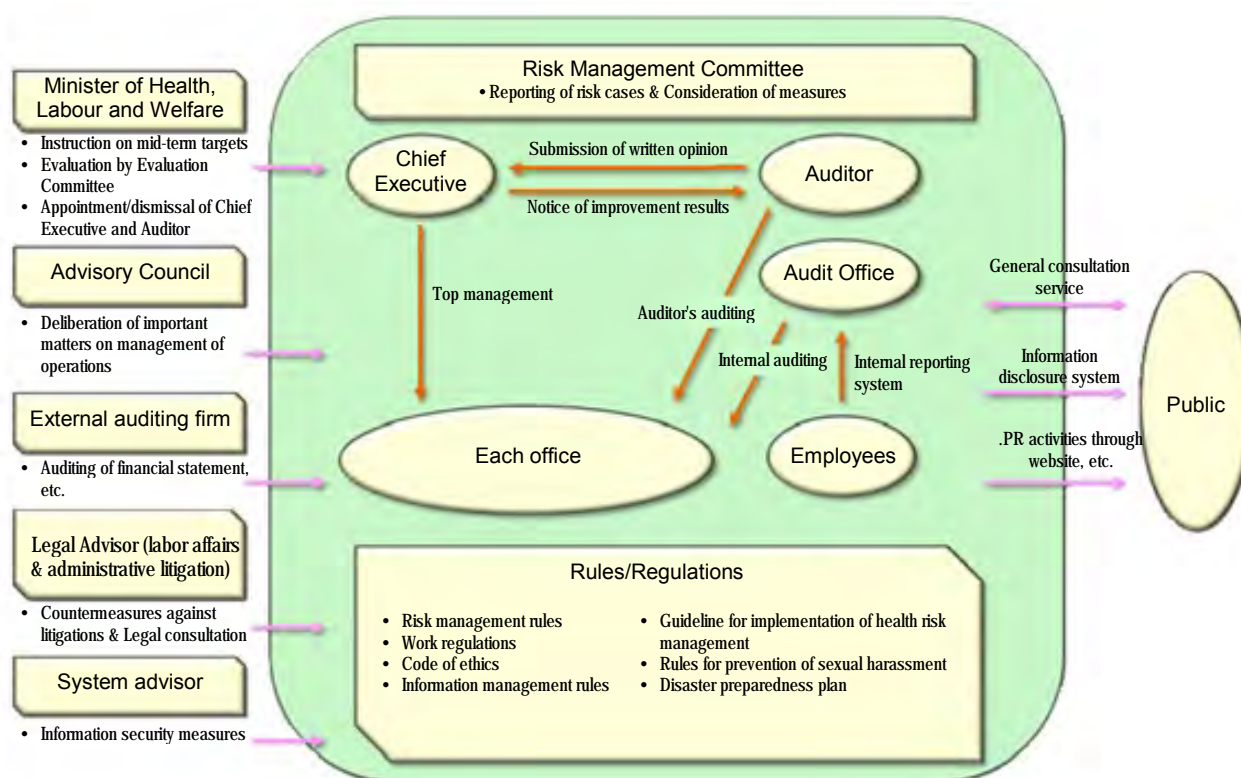 Risk Management Committee
• Reporting of risk cases & Consideration of measures
Minister of Health,
Labour and Welfare
• Instruction on mid-term targets
• Evaluation by Evaluation
Committee
• Appointment/dismissal of Chief
Executive and Auditor
Advisory Council
• Deliberation of important
matters on management of
operations
External auditing firm
• Auditing of financial statement,
etc.
Legal Advisor (labor affairs
& administrative litigation)
• Countermeasures against
litigations & Legal consultation
System advisor
• Information security measures
Chief
Executive
Submission of written opinion
Notice of improvement results
Auditor
Audit Office
Top management
Auditor's auditing
Internal auditing
Internal reporting
system
Each office
Employees
Rules/Regulations
• Risk management rules
• Work regulations
• Code of ethics
• Information management rules
• Guideline for implementation of health risk
management
• Rules for prevention of sexual harassment
• Disaster preparedness plan
General consultation
service
Information
disclosure system
.PR activities through
website, etc.
Public